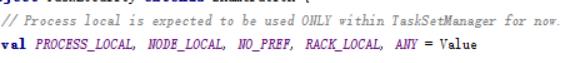 // Process local is expected to be used ONLY within TaskSetManager for now.
val PROCESS_LOCAL, NODE_LOCAL, NO_PREF, RACK_LOCAL, ANY = Value